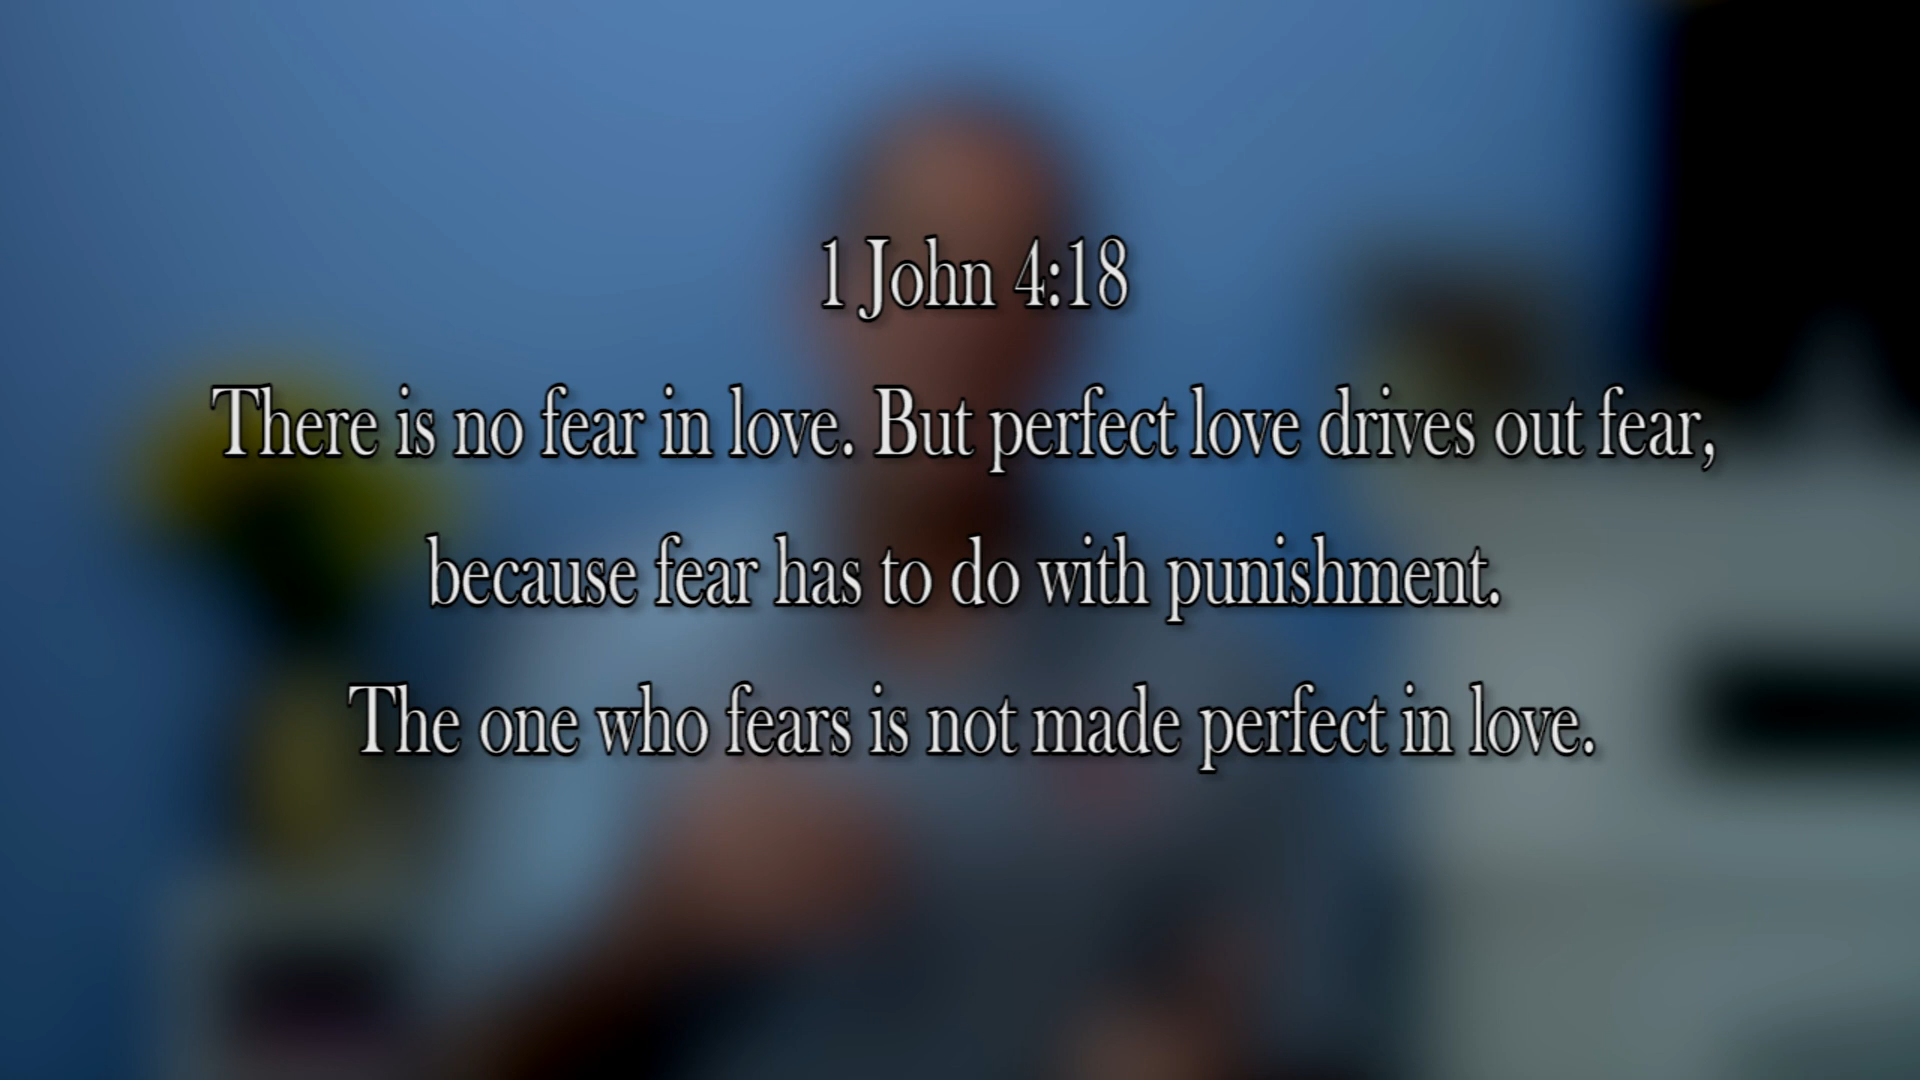 1 John 4:18
There is no fear in love. But perfect love drives out fear,
because fear has to do with punishment.
The one who fears is not made perfect in love.